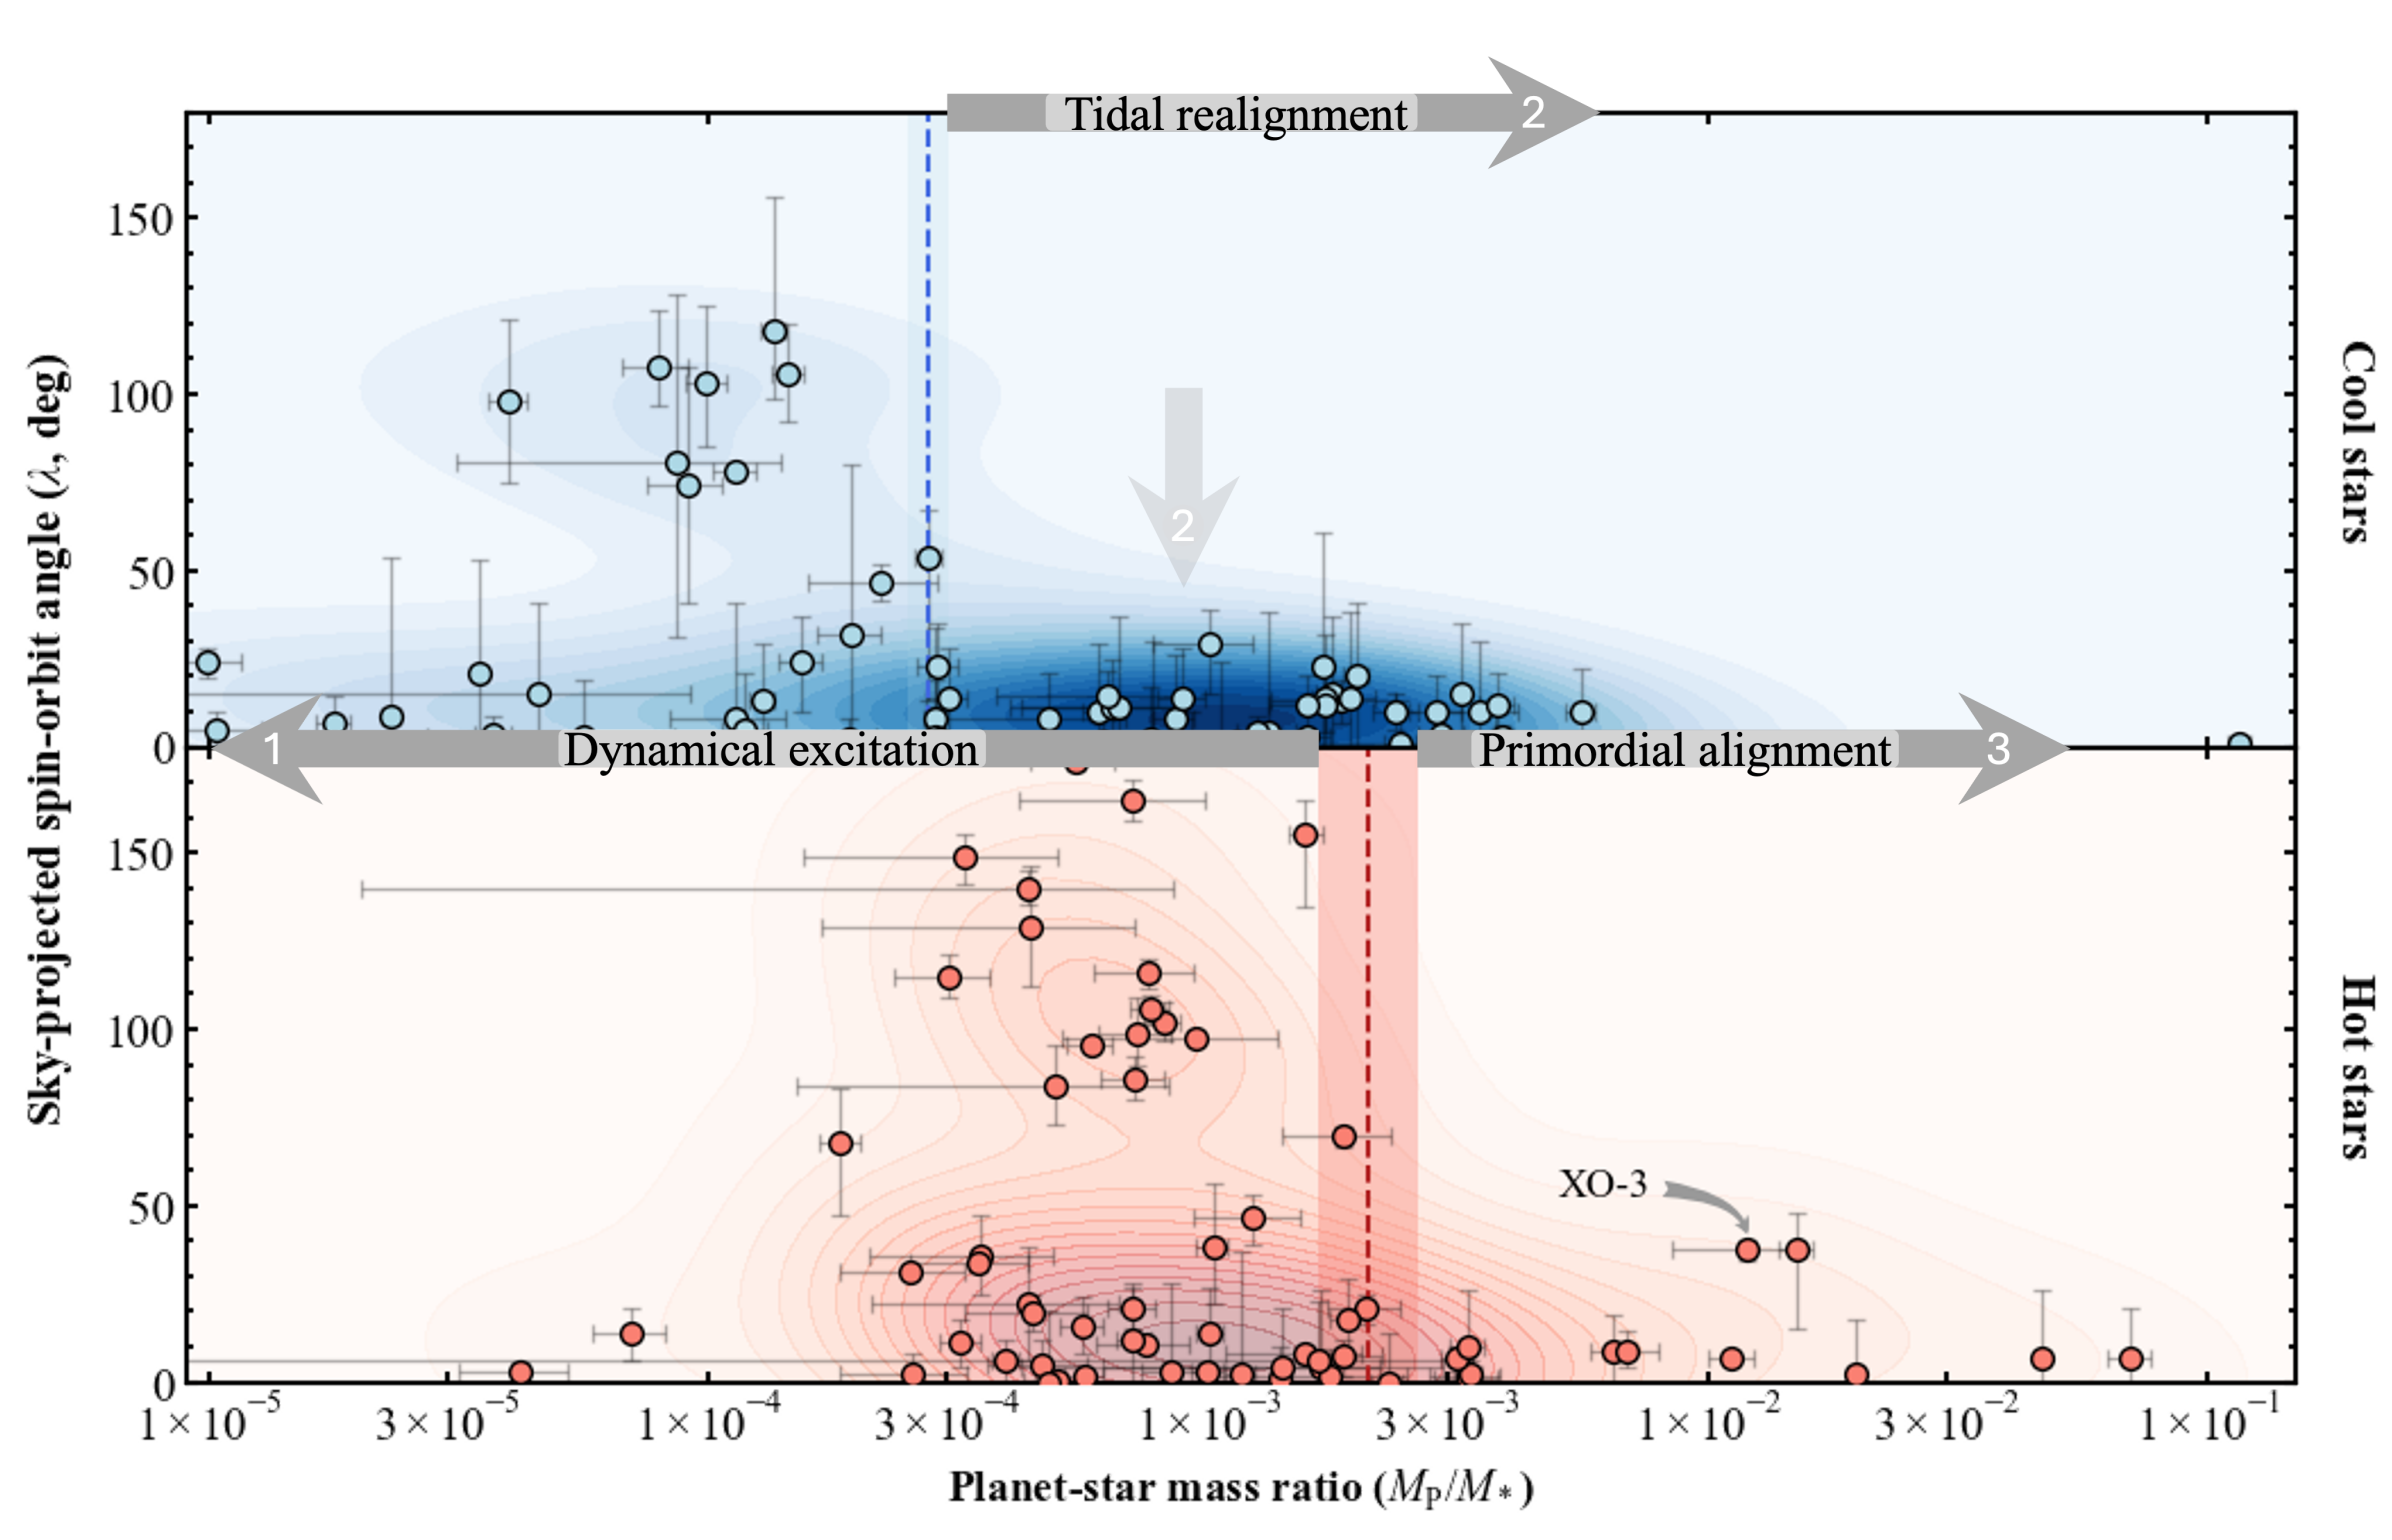 Tidal realignment 2
150
100
50
0
2
1 Dynamical excitation
Primordial alignment 3
150
100
50
0
XO-3
Cool stars
Hot stars
Sky-projected spin-orbit angle (λ, deg)
1 × 10⁻⁵ 3 × 10⁻⁵ 1 × 10⁻⁴ 3 × 10⁻⁴ 1 × 10⁻³ 3 × 10⁻³ 1 × 10⁻² 3 × 10⁻² 1 × 10⁻¹
Planet-star mass ratio (Mₚ/M*)